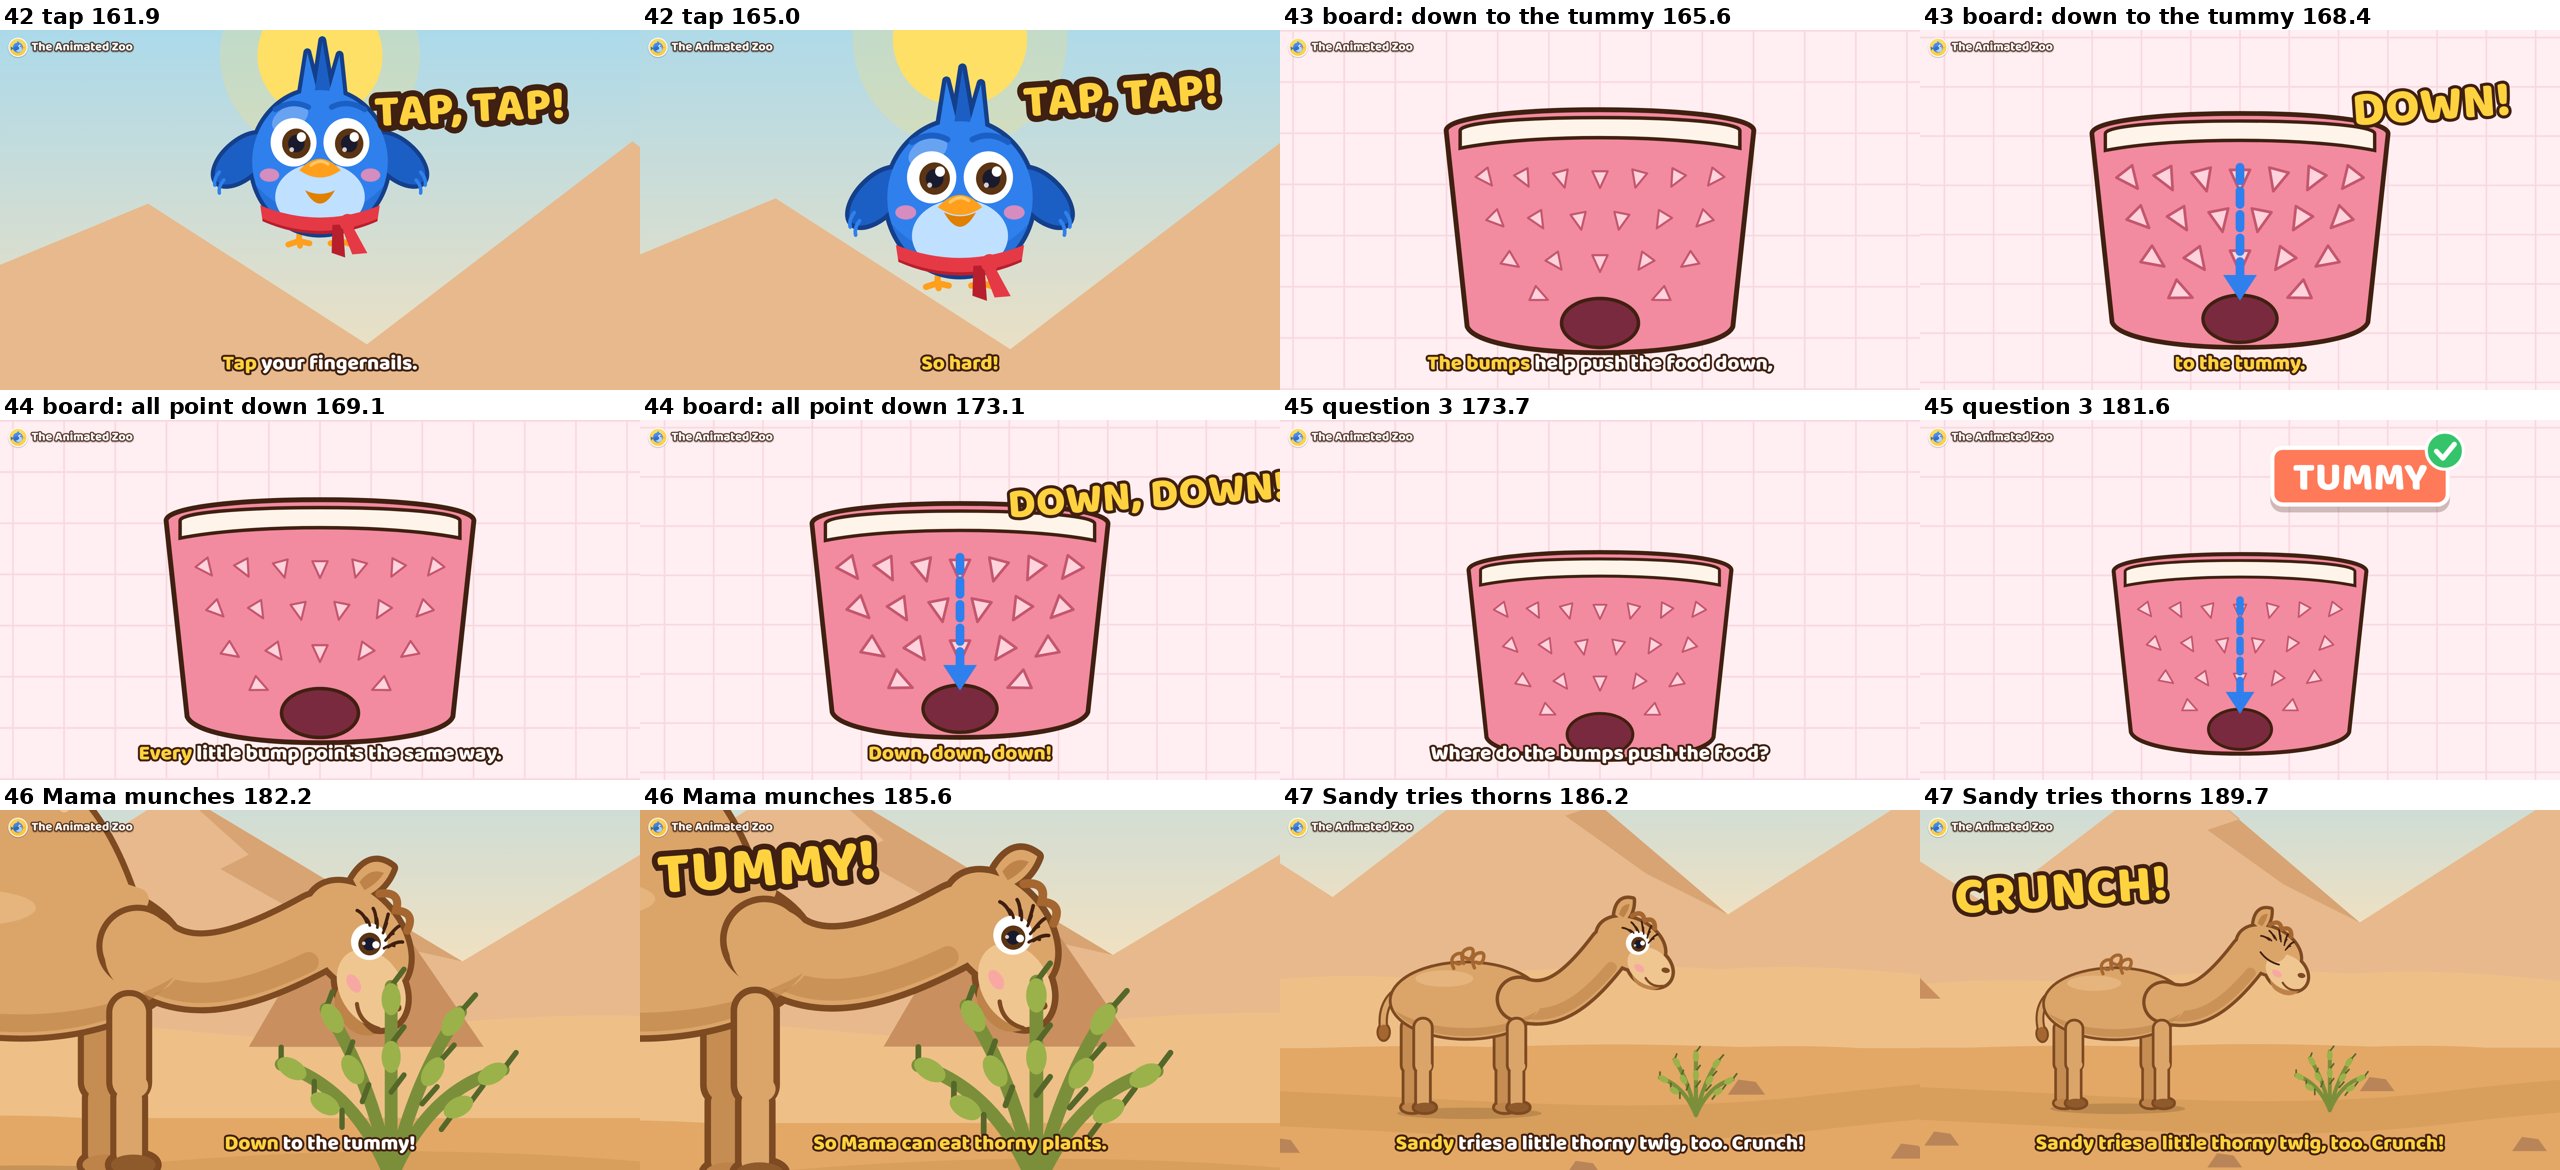 42 tap 161.9
The Animated Zoo
TAP, TAP!
Tap your fingernails.
42 tap 165.0
The Animated Zoo
TAP, TAP!
So hard!
43 board: down to the tummy 165.6
The Animated Zoo
The bumps help push the food down,
43 board: down to the tummy 168.4
The Animated Zoo
DOWN!
to the tummy.
44 board: all point down 169.1
The Animated Zoo
Every little bump points the same way.
44 board: all point down 173.1
The Animated Zoo
DOWN, DOWN!
Down, down, down!
45 question 3 173.7
The Animated Zoo
Where do the bumps push the food?
45 question 3 181.6
The Animated Zoo
TUMMY
46 Mama munches 182.2
The Animated Zoo
Down to the tummy!
46 Mama munches 185.6
The Animated Zoo
TUMMY!
So Mama can eat thorny plants.
47 Sandy tries thorns 186.2
The Animated Zoo
Sandy tries a little thorny twig, too. Crunch!
47 Sandy tries thorns 189.7
The Animated Zoo
CRUNCH!
Sandy tries a little thorny twig, too. Crunch!